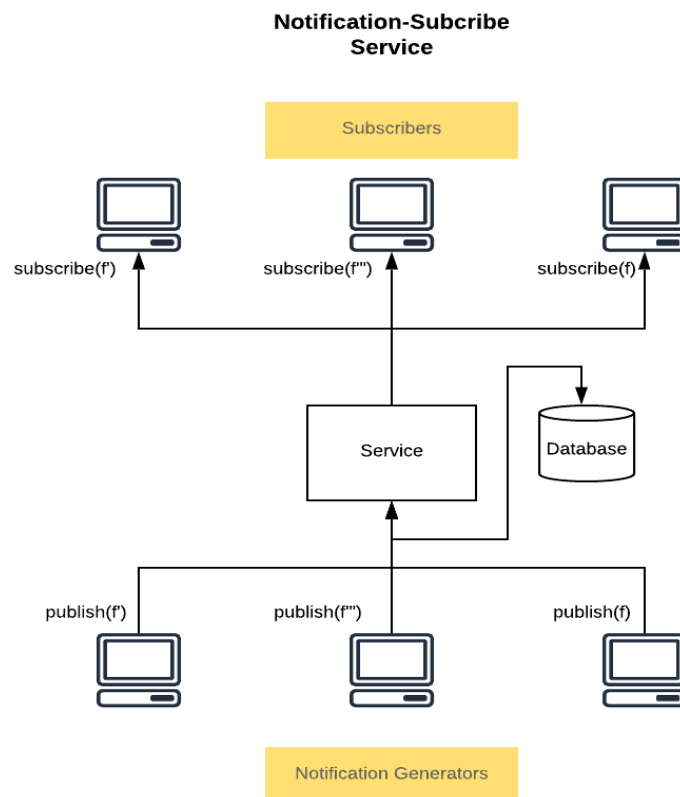 Notification-Subcribe
Service
Subscribers
subscribe(f')
subscribe(f''')
subscribe(f)
Service
Database
publish(f')
publish(f''')
publish(f)
Notification Generators